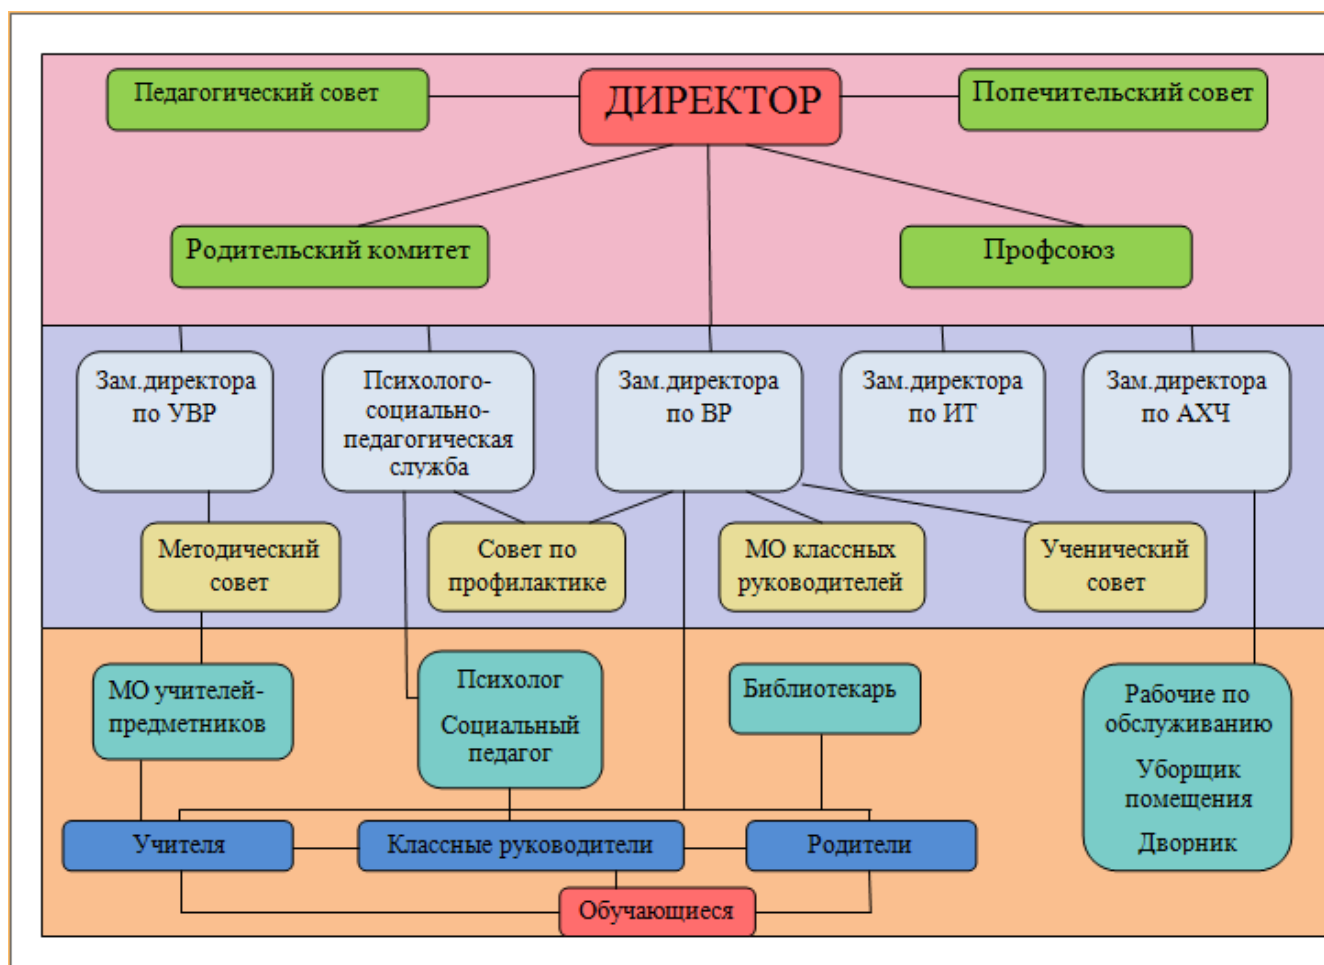 Педагогический совет
ДИРЕКТОР
Попечительский совет
Родительский комитет
Профсоюз
Зам.директора
по УВР
Психолого-
социально-
педагогическая
служба
Зам.директора
по ВР
Зам.директора
по ИТ
Зам.директора
по АХЧ
Методический
совет
Совет по
профилактике
МО классных
руководителей
Ученический
совет
МО учителей-
предметников
Психолог
Социальный
педагог
Библиотекарь
Рабочие по
обслуживанию
Уборщик
помещения
Дворник
Учителя
Классные руководители
Родители
Обучающиеся